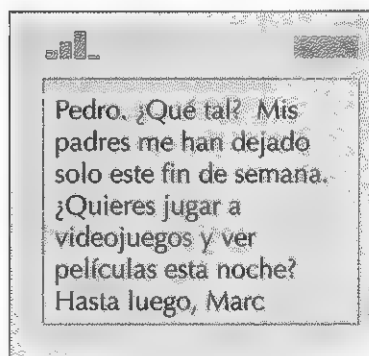 Pedro. ¿Qué tal? Mis
padres me han dejado
solo este fin de semana.
¿Quieres jugar a
videojuegos y ver
películas esta noche?
Hasta luego, Marc